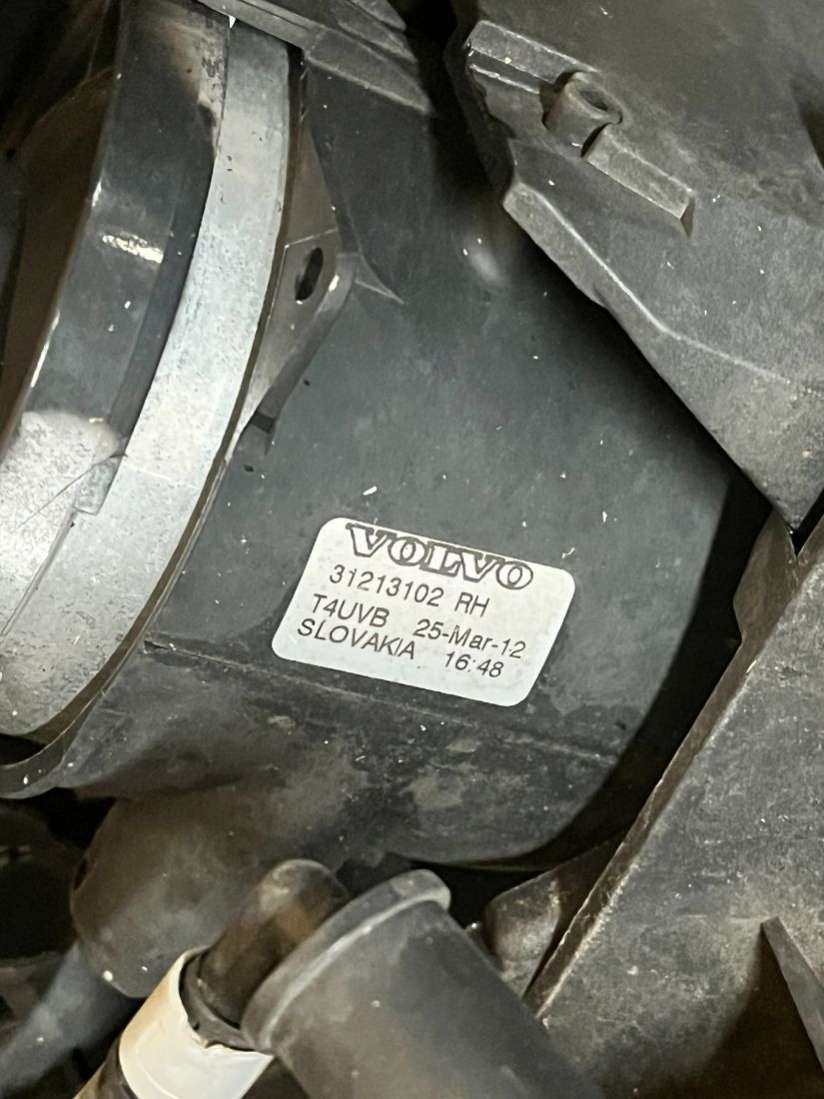 VOLVO
31213102 RH
T4UVB 25-Mar-12
SLOVAKIA 16:48